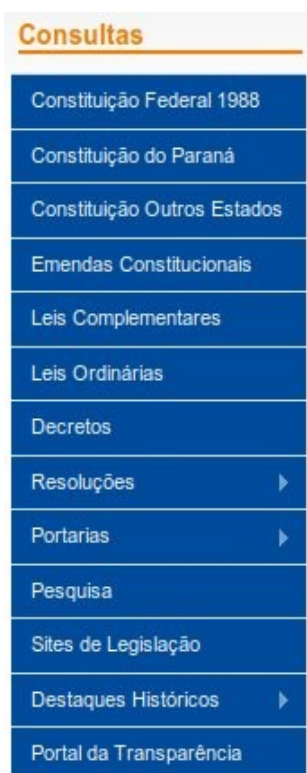 Consultas
Constituição Federal 1988
Constituição do Paraná
Constituição Outros Estados
Emendas Constitucionais
Leis Complementares
Leis Ordinárias
Decretos
Resoluções
Portarias
Pesquisa
Sites de Legislação
Destaques Históricos
Portal da Transparência